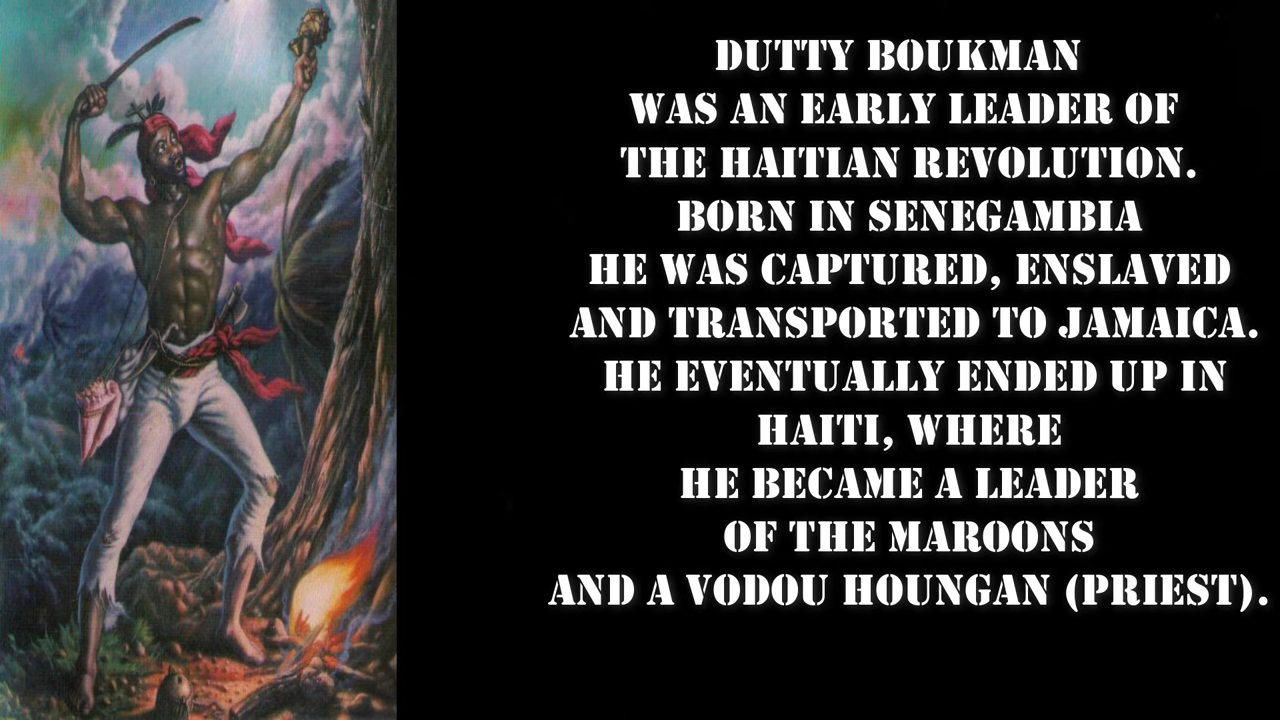 DUTTY BOUKMAN
WAS AN EARLY LEADER OF
THE HAITIAN REVOLUTION.
BORN IN SENEGAMBIA
HE WAS CAPTURED, ENSLAVED
AND TRANSPORTED TO JAMAICA.
HE EVENTUALLY ENDED UP IN
HAITI, WHERE
HE BECAME A LEADER
OF THE MAROONS
AND A VODOU HOUNGAN (PRIEST).